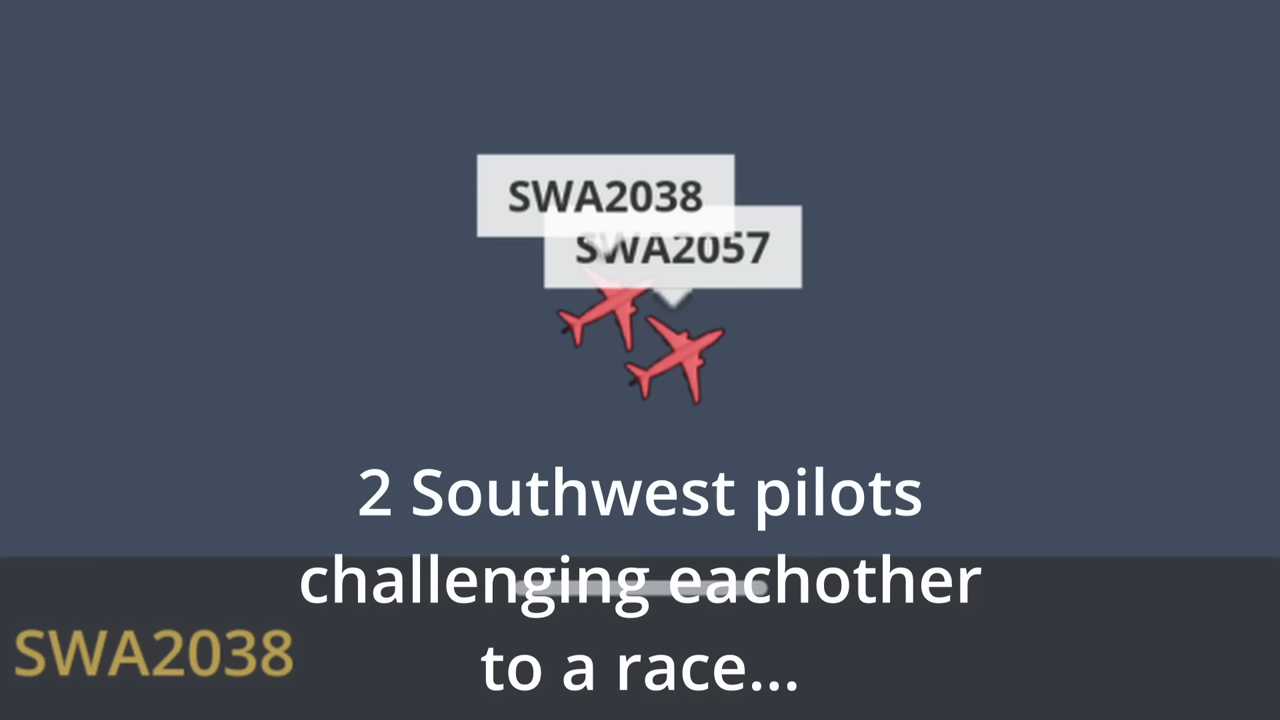 SWA2038
SWA2057
2 Southwest pilots
challenging eachother
to a race...
SWA2038